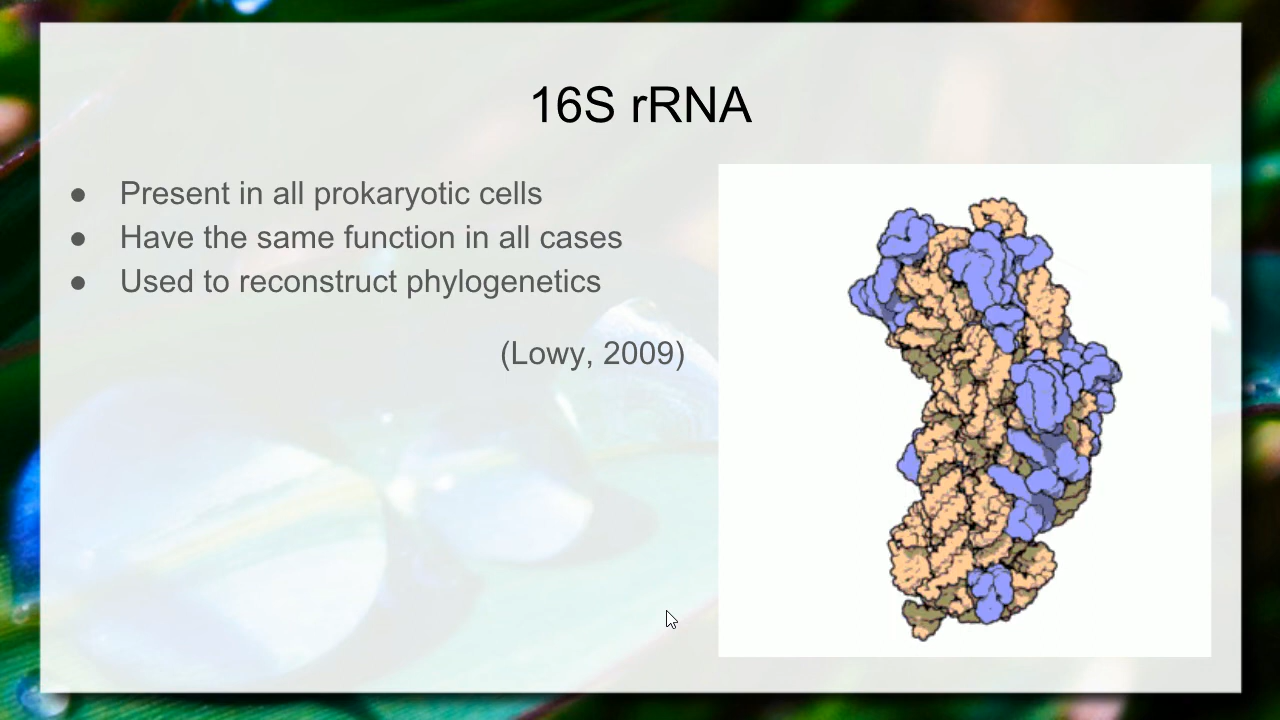 16S rRNA
● Present in all prokaryotic cells
● Have the same function in all cases
● Used to reconstruct phylogenetics
(Lowy, 2009)